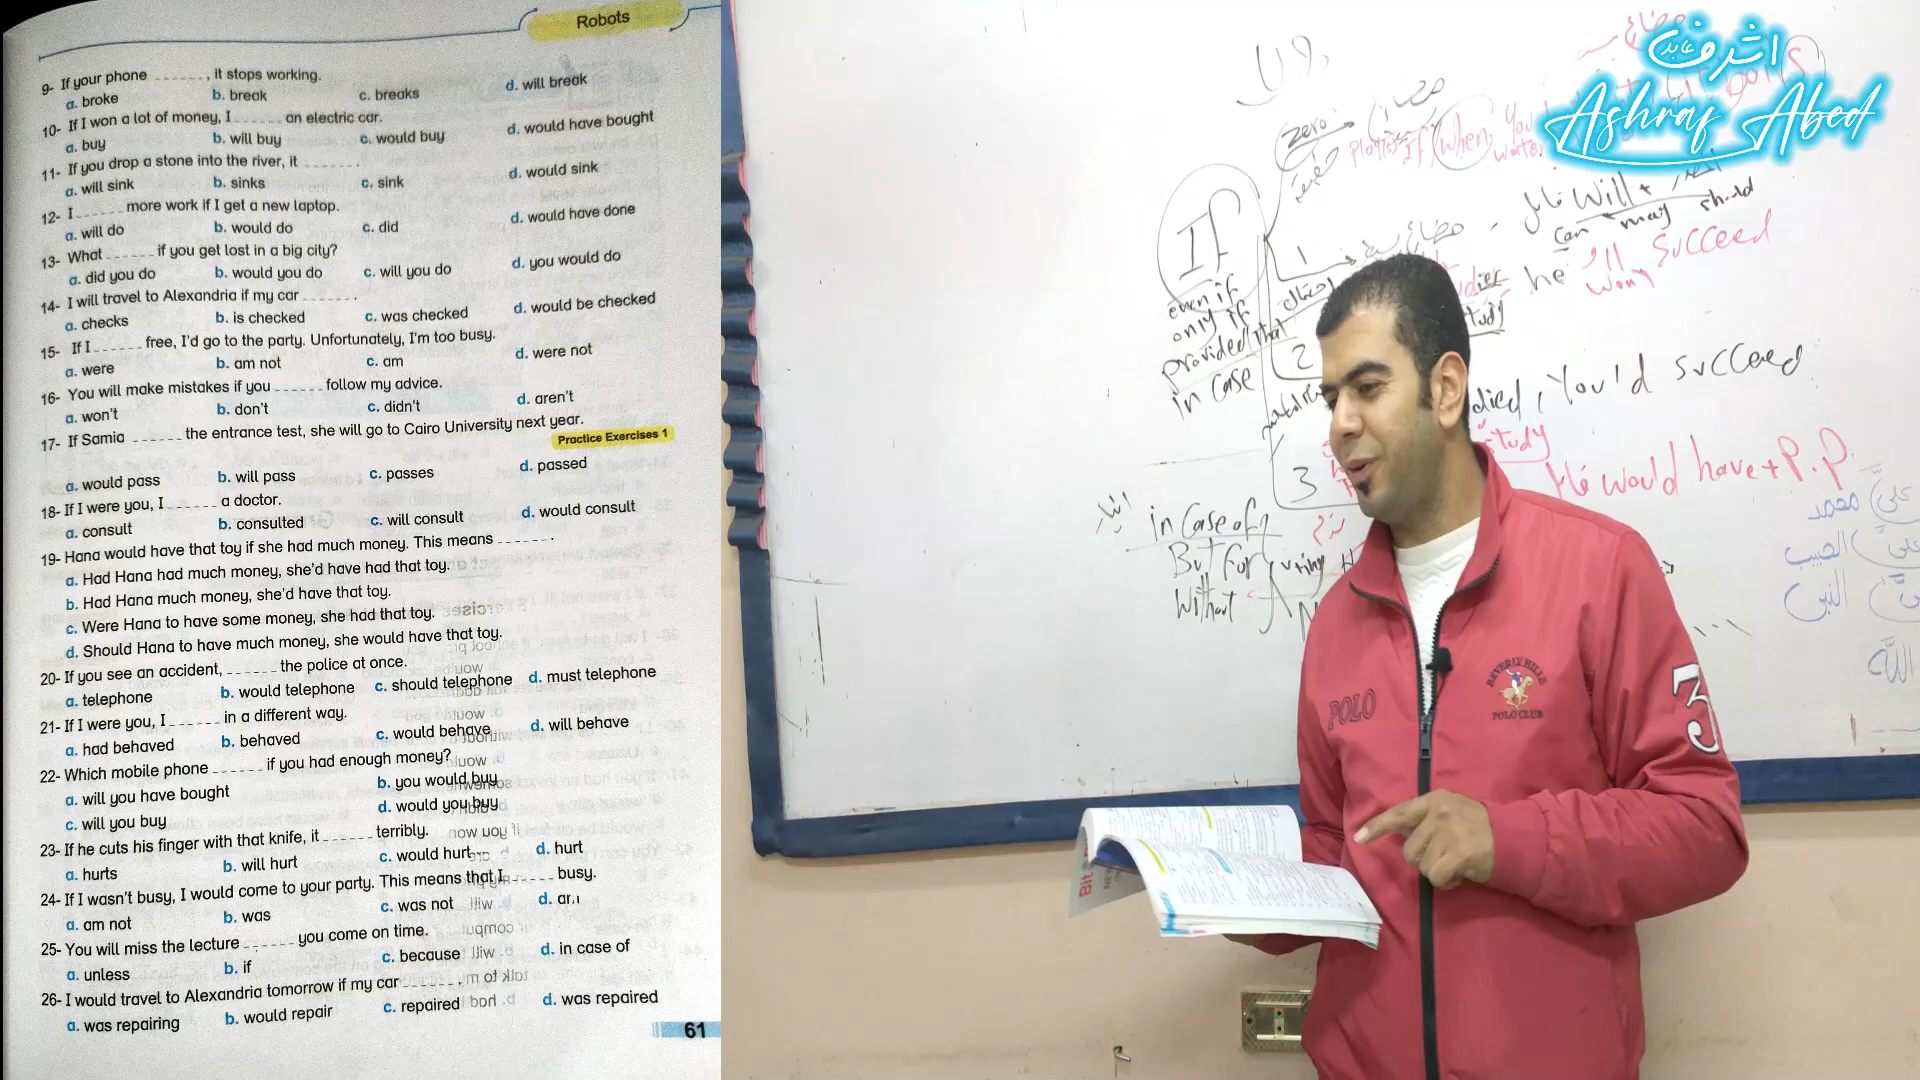 Robots
9- If your phone ______ , it stops working.
a. broke b. break c. breaks d. will break
10- If I won a lot of money, I ______ an electric car.
a. buy b. will buy c. would buy d. would have bought
11- If you drop a stone into the river, it ______ .
a. will sink b. sinks c. sink d. would sink
12- I ______ more work if I get a new laptop.
a. will do b. would do c. did d. would have done
13- What ______ if you get lost in a big city?
a. did you do b. would you do c. will you do d. you would do
14- I will travel to Alexandria if my car ______ .
a. checks b. is checked c. was checked d. would be checked
15- If I ______ free, I'd go to the party. Unfortunately, I'm too busy.
a. were b. am not c. am d. were not
16- You will make mistakes if you ______ follow my advice.
a. won't b. don't c. didn't d. aren't
17- If Samia ______ the entrance test, she will go to Cairo University next year.
Practice Exercises 1
a. would pass b. will pass c. passes d. passed
18- If I were you, I ______ a doctor.
a. consult b. consulted c. will consult d. would consult
19- Hana would have that toy if she had much money. This means ______ .
a. Had Hana had much money, she'd have had that toy.
b. Had Hana much money, she'd have that toy.
c. Were Hana to have some money, she had that toy.
d. Should Hana to have much money, she would have that toy.
20- If you see an accident, ______ the police at once.
a. telephone b. would telephone c. should telephone d. must telephone
21- If I were you, I ______ in a different way.
a. had behaved b. behaved c. would behave d. will behave
22- Which mobile phone ______ if you had enough money?
a. will you have bought b. you would buy
c. will you buy d. would you buy
23- If he cuts his finger with that knife, it ______ terribly.
a. hurts b. will hurt c. would hurt d. hurt
24- If I wasn't busy, I would come to your party. This means that I ______ busy.
a. am not b. was c. was not d. am
25- You will miss the lecture ______ you come on time.
a. unless b. if c. because d. in case of
26- I would travel to Alexandria tomorrow if my car ______ .
a. was repairing b. would repair c. repaired d. was repaired
61
اشرف عابد
Ashraf Abed
zero
If When, You
water
If
even if
only if
provided that
in case
1
Will +
can may should
he 'll succeed
won't
study
2
died, You'd succeed
study
3
would have + P.P
in case of
But for
without
محمد
الحبيب
النبي
الله
POLO
BEVERLY HILLS
POLO CLUB
3
Bit